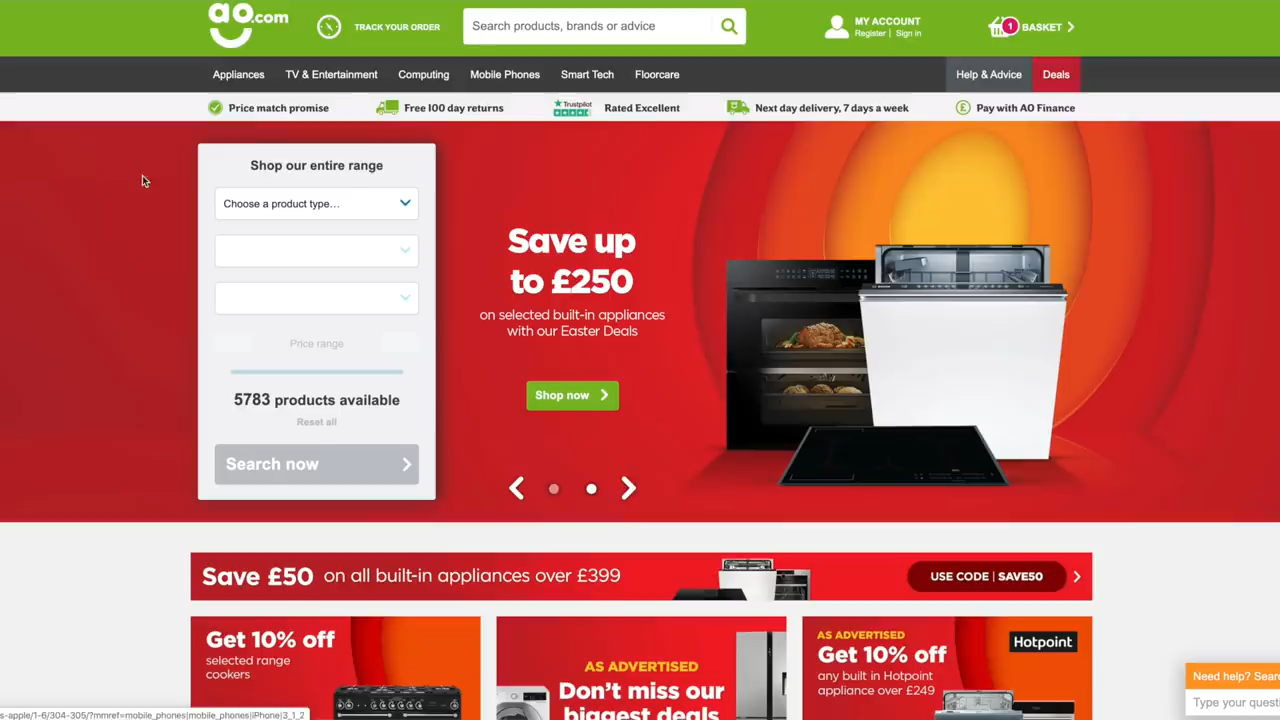 ao.com
TRACK YOUR ORDER
Search products, brands or advice
MY ACCOUNT
Register | Sign in
1
BASKET
Appliances
TV & Entertainment
Computing
Mobile Phones
Smart Tech
Floorcare
Help & Advice
Deals
Price match promise
Free 100 day returns
Trustpilot
Rated Excellent
Next day delivery, 7 days a week
£
Pay with AO Finance
Shop our entire range
Choose a product type...
Price range
5783 products available
Reset all
Search now
Save up
to £250
on selected built-in appliances
with our Easter Deals
Shop now
Save £50 on all built-in appliances over £399
USE CODE | SAVE50
Get 10% off
selected range
cookers
AS ADVERTISED
Don't miss our
biggest deals
AS ADVERTISED
Hotpoint
Get 10% off
any built in Hotpoint
appliance over £249
Need help? Sear
Type your quest
s-apple/1-6/304-305/?mmref=mobile_phones|mobile_phones|iPhone|3_1_2